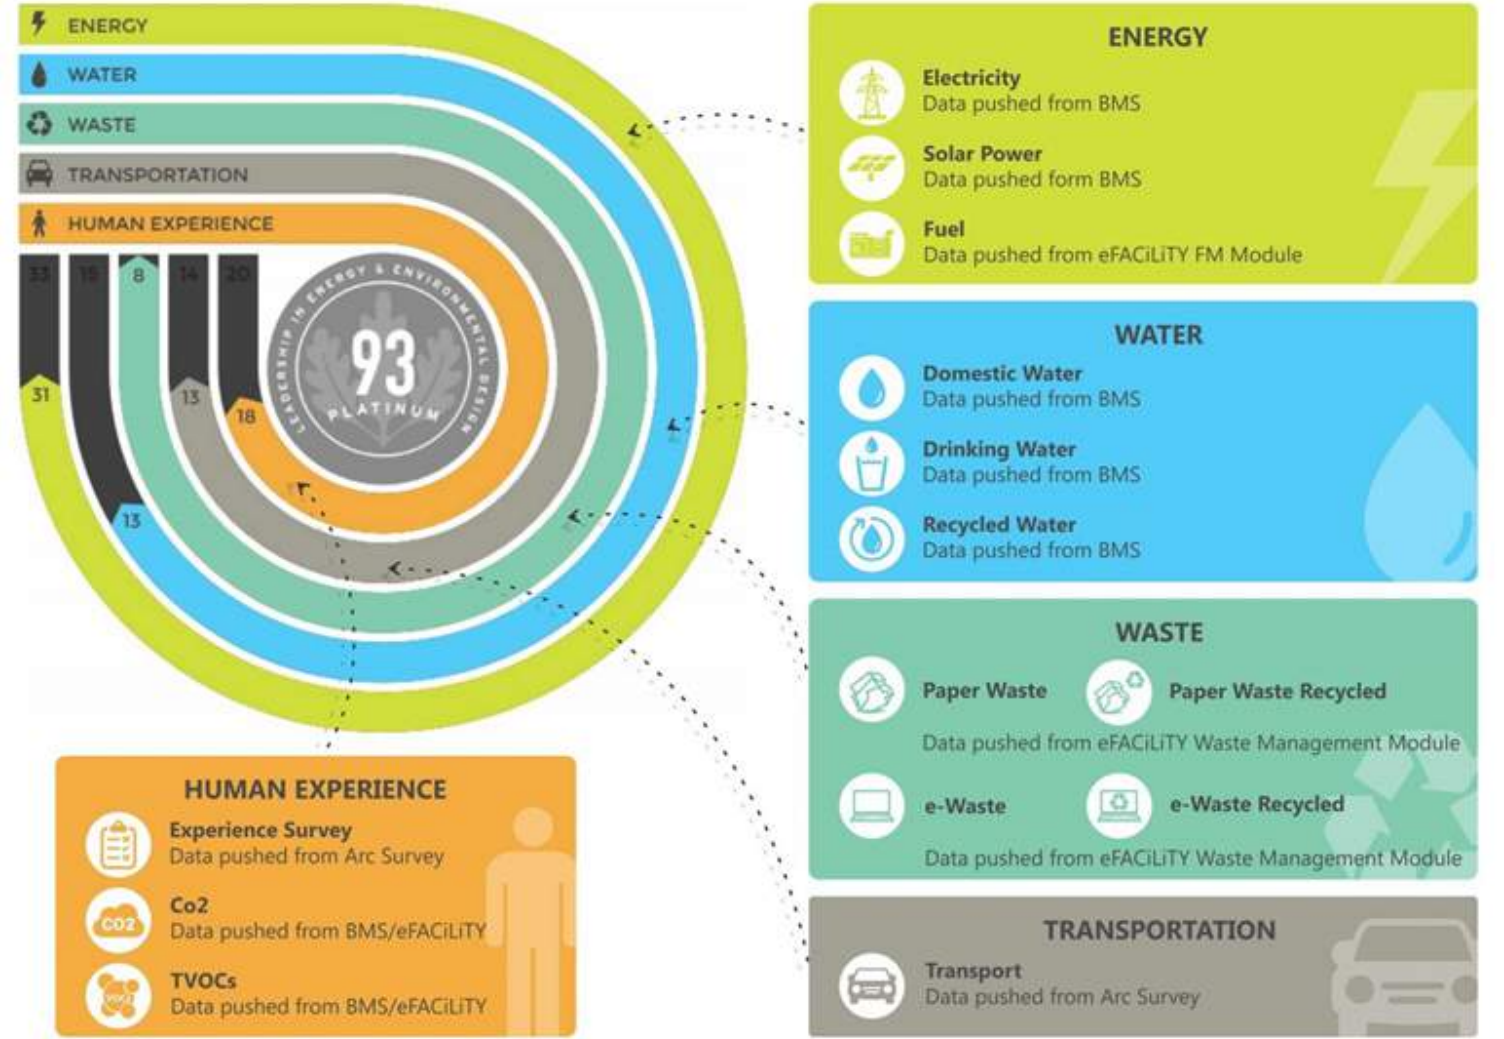 ENERGY
WATER
WASTE
TRANSPORTATION
HUMAN EXPERIENCE
33
15
8
14
20
31
13
13
18
LEADERSHIP IN ENERGY & ENVIRONMENTAL DESIGN
93
PLATINUM
ENERGY
Electricity
Data pushed from BMS
Solar Power
Data pushed form BMS
Fuel
Data pushed from eFACiLiTY FM Module
WATER
Domestic Water
Data pushed from BMS
Drinking Water
Data pushed from BMS
Recycled Water
Data pushed from BMS
WASTE
Paper Waste
Paper Waste Recycled
Data pushed from eFACiLiTY Waste Management Module
e-Waste
e-Waste Recycled
Data pushed from eFACiLiTY Waste Management Module
TRANSPORTATION
Transport
Data pushed from Arc Survey
HUMAN EXPERIENCE
Experience Survey
Data pushed from Arc Survey
Co2
CO2
Data pushed from BMS/eFACiLiTY
TVOCs
Data pushed from BMS/eFACiLiTY